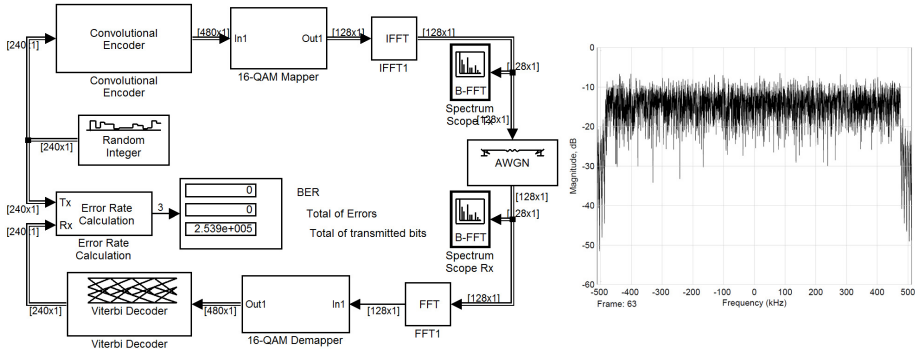 Convolutional
Encoder
Convolutional
Encoder
[240x1]
[480x1]
In1
Out1
16-QAM Mapper
[128x1]
IFFT
IFFT1
[128x1]
B-FFT
Spectrum
Scope Tx
[128x1]
[128x1]
AWGN
[128x1]
Random
Integer
[240x1]
Tx
Rx
Error Rate
Calculation
Error Rate
Calculation
[240x1]
[240x1]
3
0
0
2.539e+005
BER
Total of Errors
Total of transmitted bits
B-FFT
Spectrum
Scope Rx
[128x1]
Viterbi Decoder
Viterbi Decoder
[240x1]
[480x1]
Out1
In1
16-QAM Demapper
[128x1]
FFT
FFT1
[128x1]
Magnitude, dB
0
-10
-20
-30
-40
-50
-60
-500
-400
-300
-200
-100
0
100
200
300
400
500
Frame: 63
Frequency (kHz)